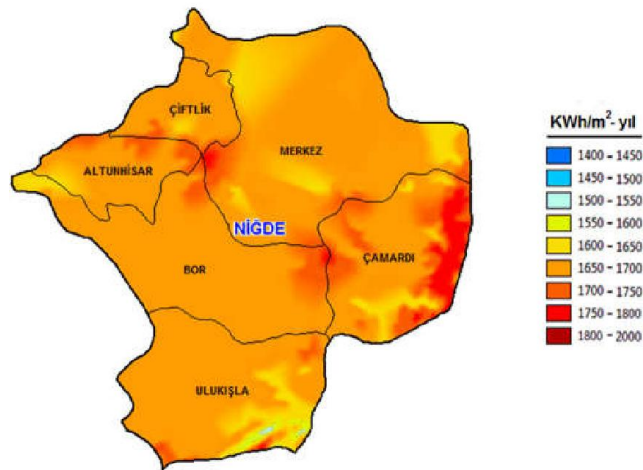 ÇİFTLİK
MERKEZ
ALTUNHİSAR
NİĞDE
BOR
ÇAMARDI
ULUKIŞLA
KWh/m²- yıl
1400 - 1450
1450 - 1500
1500 - 1550
1550 - 1600
1600 - 1650
1650 - 1700
1700 - 1750
1750 - 1800
1800 - 2000